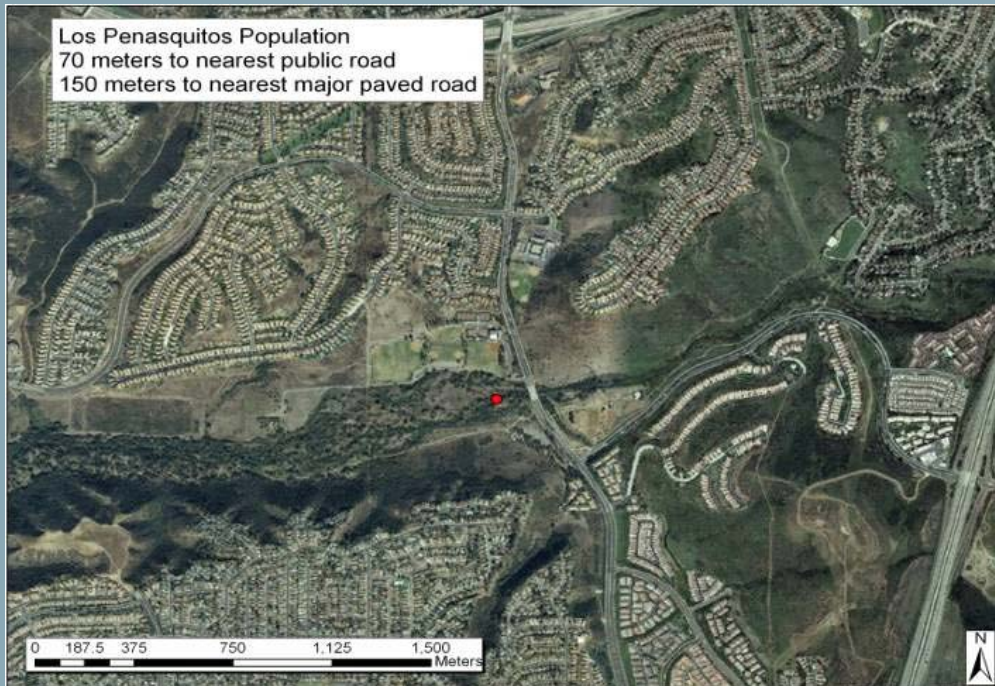 Los Penasquitos Population
70 meters to nearest public road
150 meters to nearest major paved road
0 187.5 375 750 1,125 1,500
Meters
N